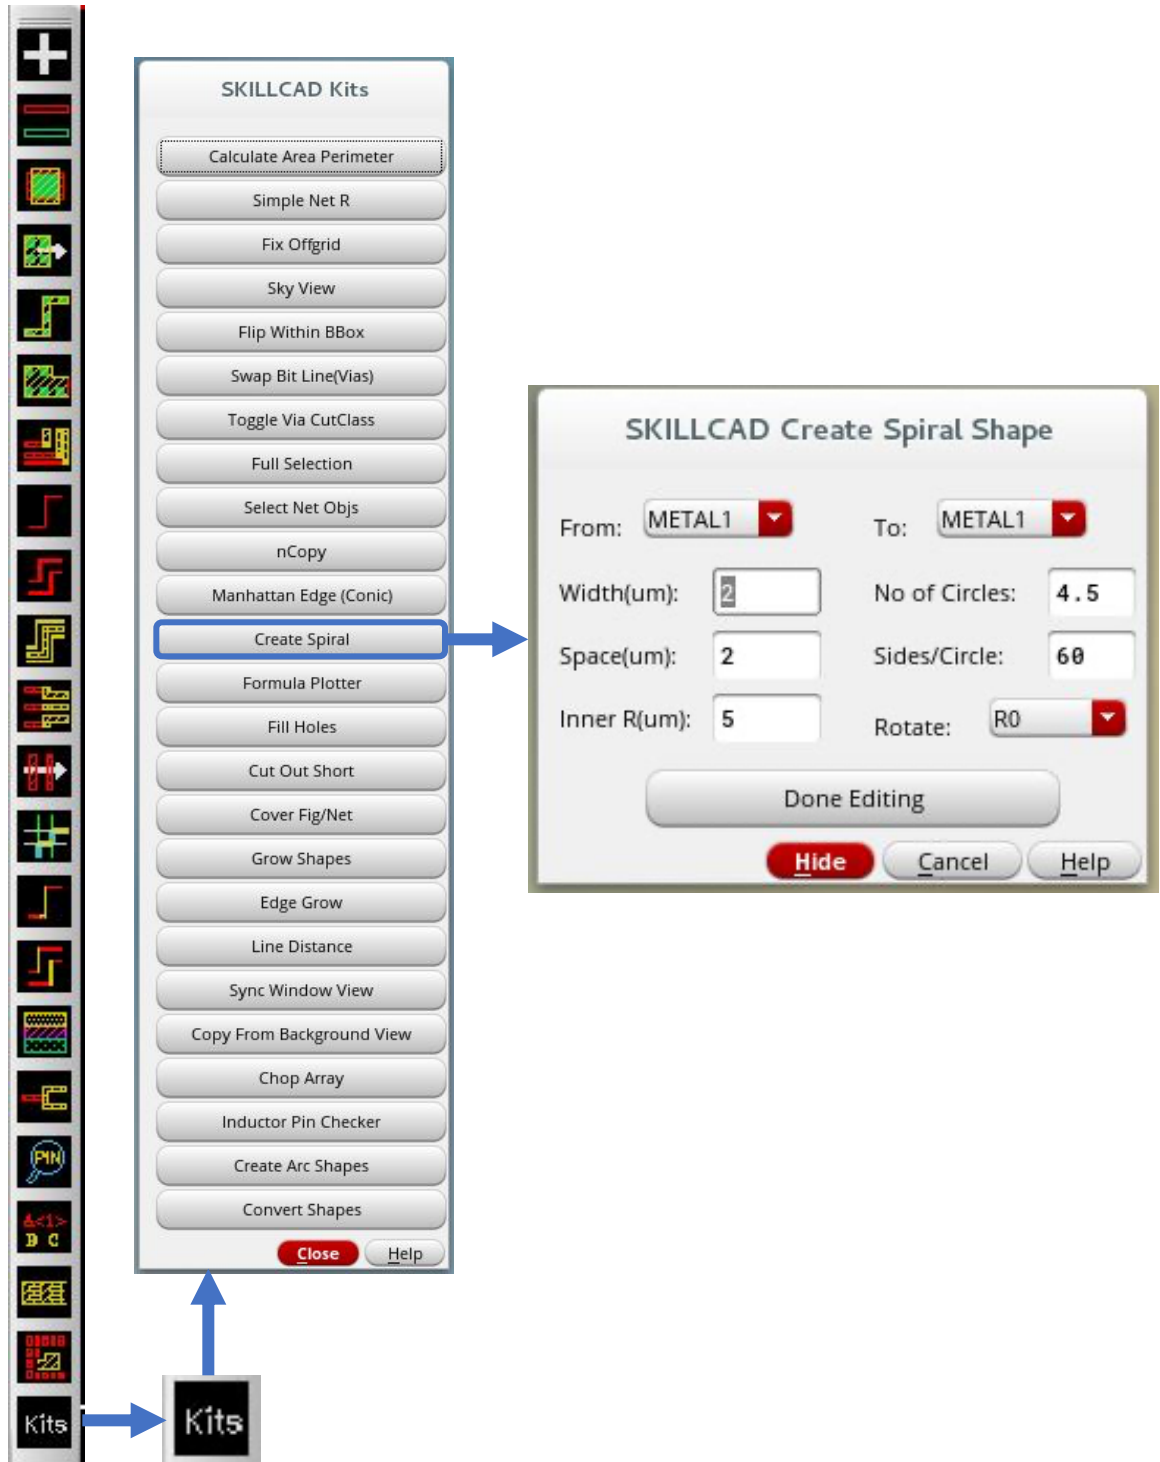 SKILLCAD Kits
Calculate Area Perimeter
Simple Net R
Fix Offgrid
Sky View
Flip Within BBox
Swap Bit Line(Vias)
Toggle Via CutClass
Full Selection
Select Net Objs
nCopy
Manhattan Edge (Conic)
Create Spiral
Formula Plotter
Fill Holes
Cut Out Short
Cover Fig/Net
Grow Shapes
Edge Grow
Line Distance
Sync Window View
Copy From Background View
Chop Array
Inductor Pin Checker
Create Arc Shapes
Convert Shapes
Close Help
SKILLCAD Create Spiral Shape
From: METAL1 To: METAL1
Width(um): 2 No of Circles: 4.5
Space(um): 2 Sides/Circle: 60
Inner R(um): 5 Rotate: R0
Done Editing
Hide Cancel Help
PIN
A<1>
B C
Kits
Kits